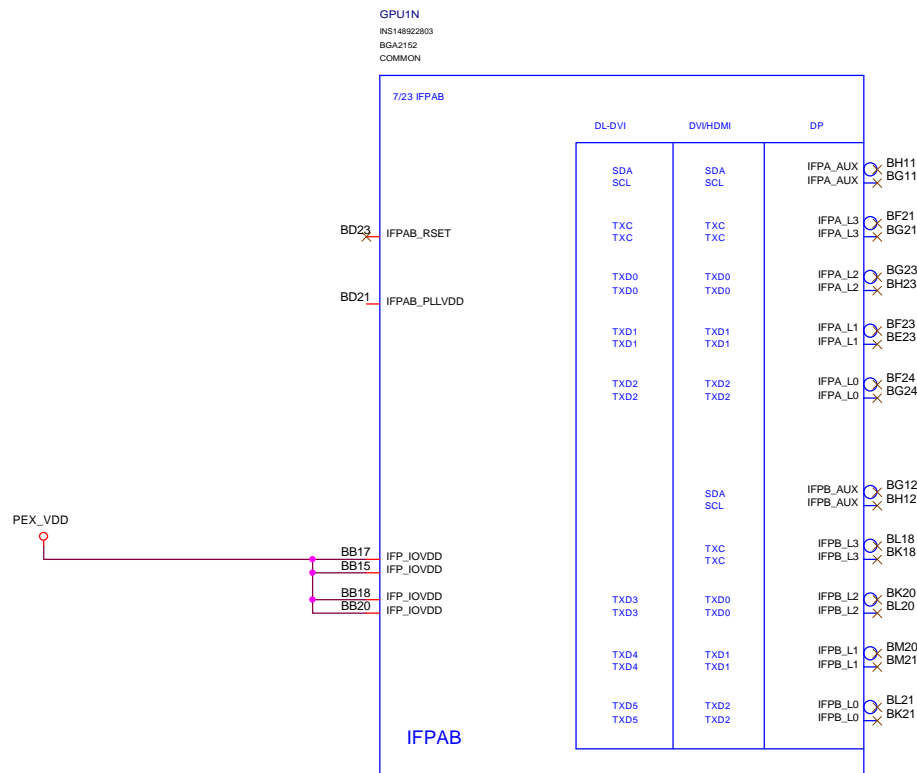 GPU1N
INS148922803
BGA2152
COMMON
7/23 IFPAB
DL-DVI DVI/HDMI DP
SDA SDA IFPA_AUX BH11
SCL SCL IFPA_AUX BG11
TXC TXC IFPA_L3 BF21
TXC TXC IFPA_L3 BG21
BD23 IFPAB_RSET
TXD0 TXD0 IFPA_L2 BG23
TXD0 TXD0 IFPA_L2 BH23
BD21 IFPAB_PLLVDD
TXD1 TXD1 IFPA_L1 BF23
TXD1 TXD1 IFPA_L1 BE23
TXD2 TXD2 IFPA_L0 BF24
TXD2 TXD2 IFPA_L0 BG24
SDA IFPB_AUX BG12
SCL IFPB_AUX BH12
PEX_VDD
TXC IFPB_L3 BL18
TXC IFPB_L3 BK18
BB17 IFP_IOVDD
BB15 IFP_IOVDD
BB18 IFP_IOVDD
BB20 IFP_IOVDD
TXD3 TXD0 IFPB_L2 BK20
TXD3 TXD0 IFPB_L2 BL20
TXD4 TXD1 IFPB_L1 BM20
TXD4 TXD1 IFPB_L1 BM21
TXD5 TXD2 IFPB_L0 BL21
TXD5 TXD2 IFPB_L0 BK21
IFPAB